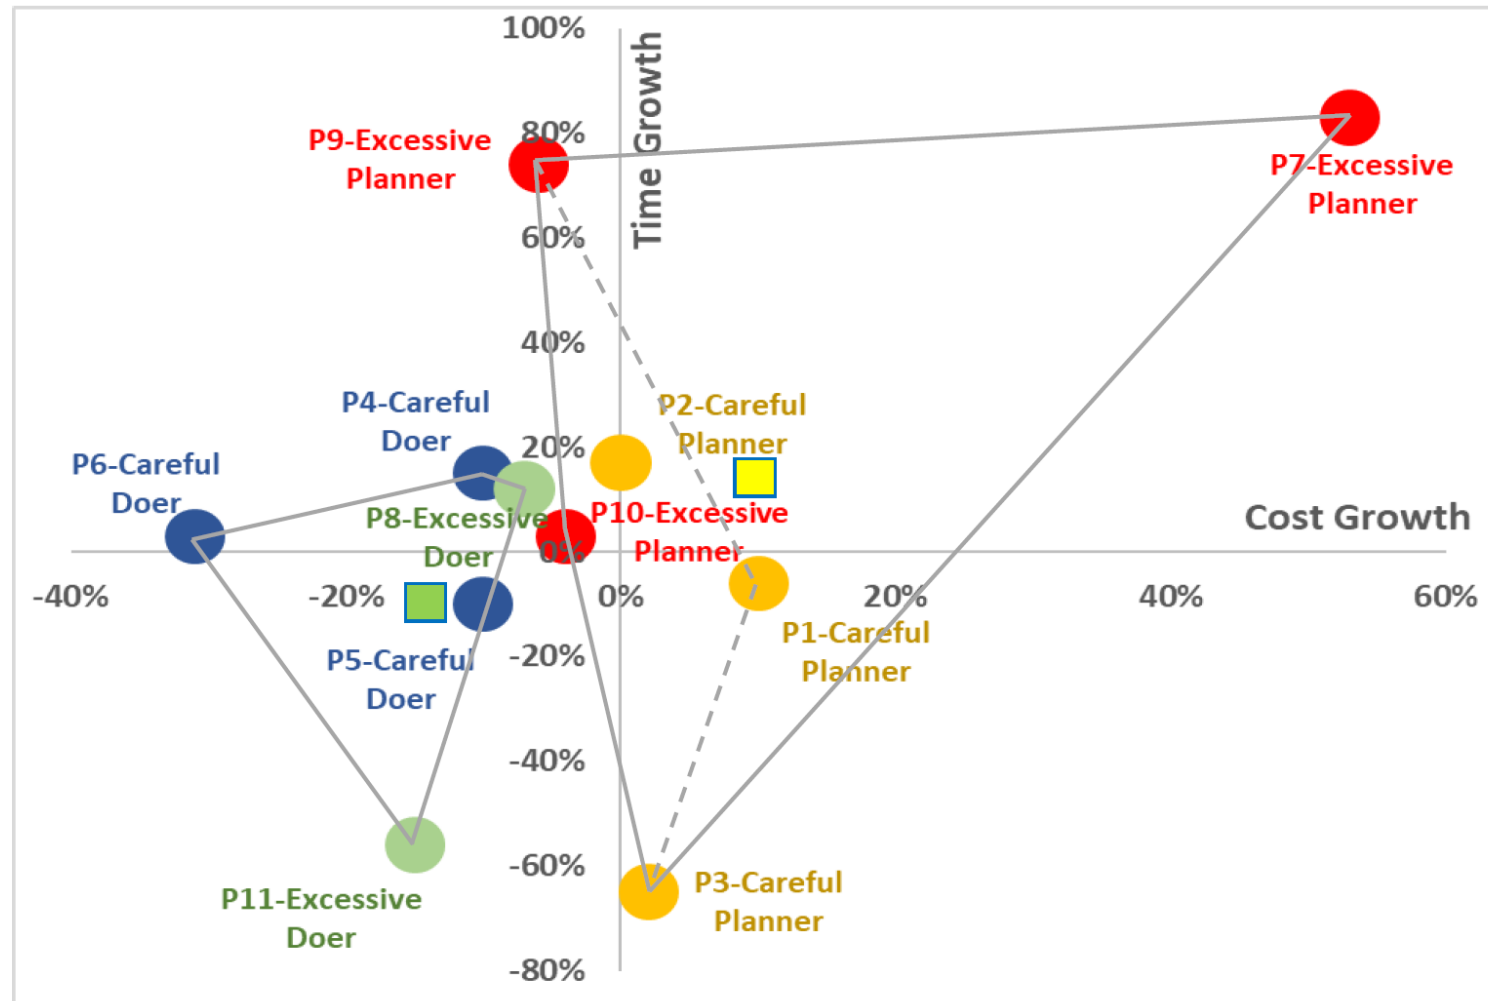 100%
Time Growth
80%
P9-Excessive
Planner
P7-Excessive
Planner
60%
40%
P4-Careful
Doer
P2-Careful
Planner
20%
P6-Careful
Doer
P8-Excessive
Doer
P10-Excessive
Planner
Cost Growth
0%
-40%
-20%
0%
20%
40%
60%
P1-Careful
Planner
-20%
P5-Careful
Doer
-40%
-60%
P3-Careful
Planner
P11-Excessive
Doer
-80%